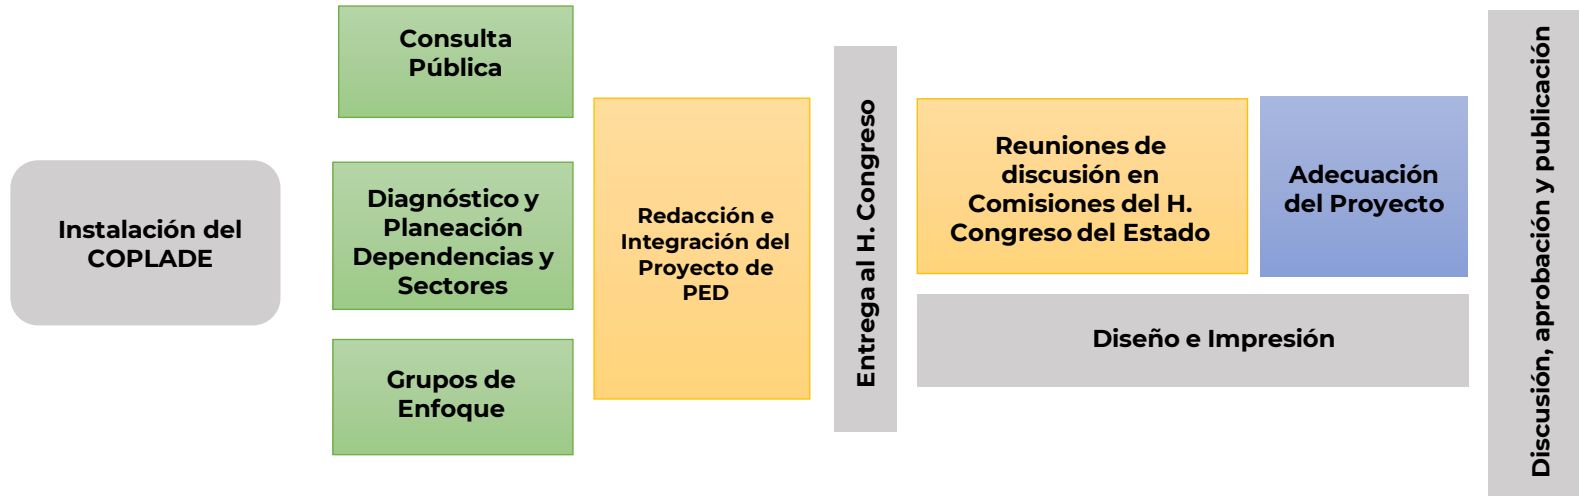 Instalación del
COPLADE
Consulta
Pública
Diagnóstico y
Planeación
Dependencias y
Sectores
Grupos de
Enfoque
Redacción e
Integración del
Proyecto de
PED
Entrega al H. Congreso
Reuniones de
discusión en
Comisiones del H.
Congreso del Estado
Adecuación
del Proyecto
Diseño e Impresión
Discusión, aprobación y publicación